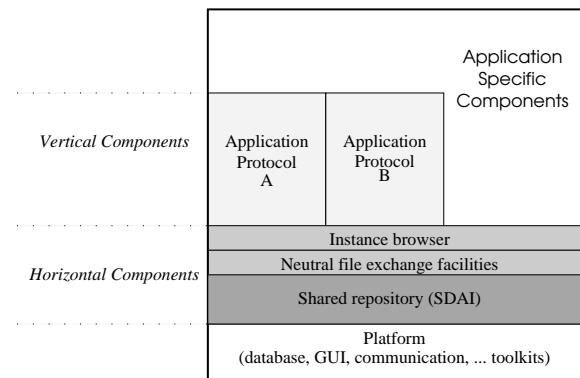 Application
Specific
Components
Vertical Components
Application
Protocol
A
Application
Protocol
B
Instance browser
Horizontal Components
Neutral file exchange facilities
Shared repository (SDAI)
Platform
(database, GUI, communication, ... toolkits)